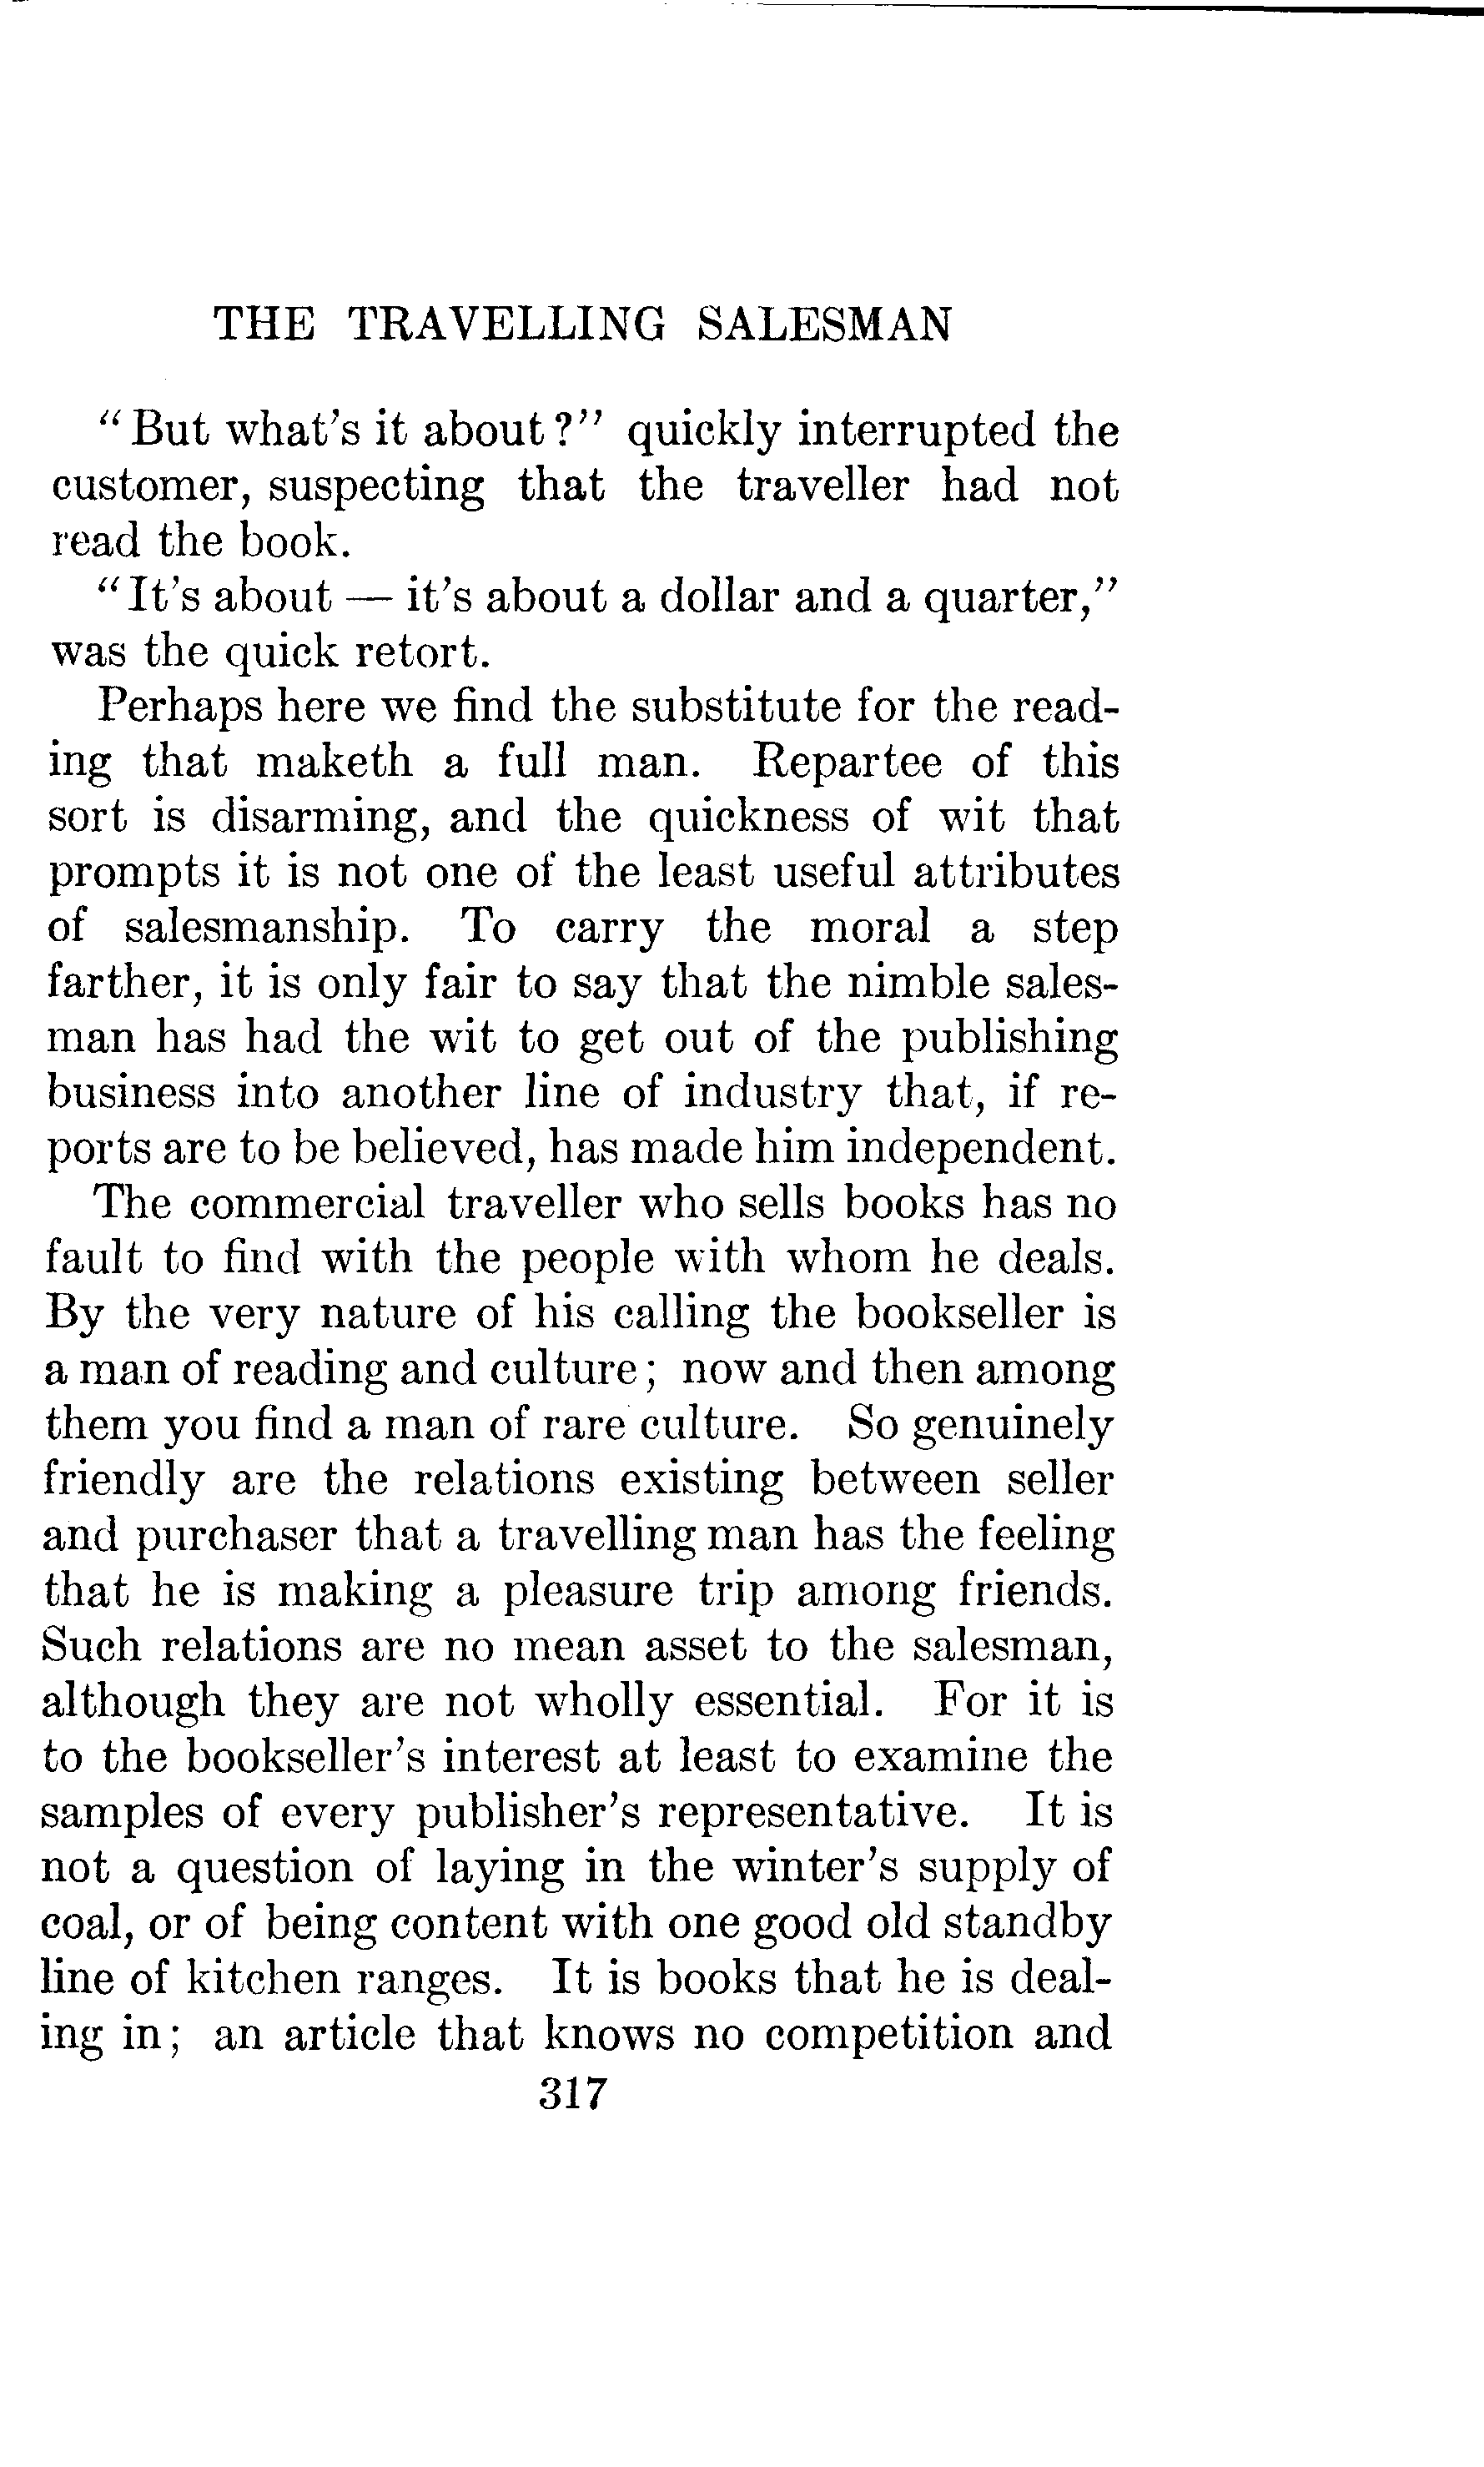 THE TRAVELLING SALESMAN
"But what's it about?" quickly interrupted the
customer, suspecting that the traveller had not
read the book.
"It's about — it's about a dollar and a quarter,"
was the quick retort.
Perhaps here we find the substitute for the read-
ing that maketh a full man. Repartee of this
sort is disarming, and the quickness of wit that
prompts it is not one of the least useful attributes
of salesmanship. To carry the moral a step
farther, it is only fair to say that the nimble sales-
man has had the wit to get out of the publishing
business into another line of industry that, if re-
ports are to be believed, has made him independent.
The commercial traveller who sells books has no
fault to find with the people with whom he deals.
By the very nature of his calling the bookseller is
a man of reading and culture; now and then among
them you find a man of rare culture. So genuinely
friendly are the relations existing between seller
and purchaser that a travelling man has the feeling
that he is making a pleasure trip among friends.
Such relations are no mean asset to the salesman,
although they are not wholly essential. For it is
to the bookseller's interest at least to examine the
samples of every publisher's representative. It is
not a question of laying in the winter's supply of
coal, or of being content with one good old standby
line of kitchen ranges. It is books that he is deal-
ing in; an article that knows no competition and
317